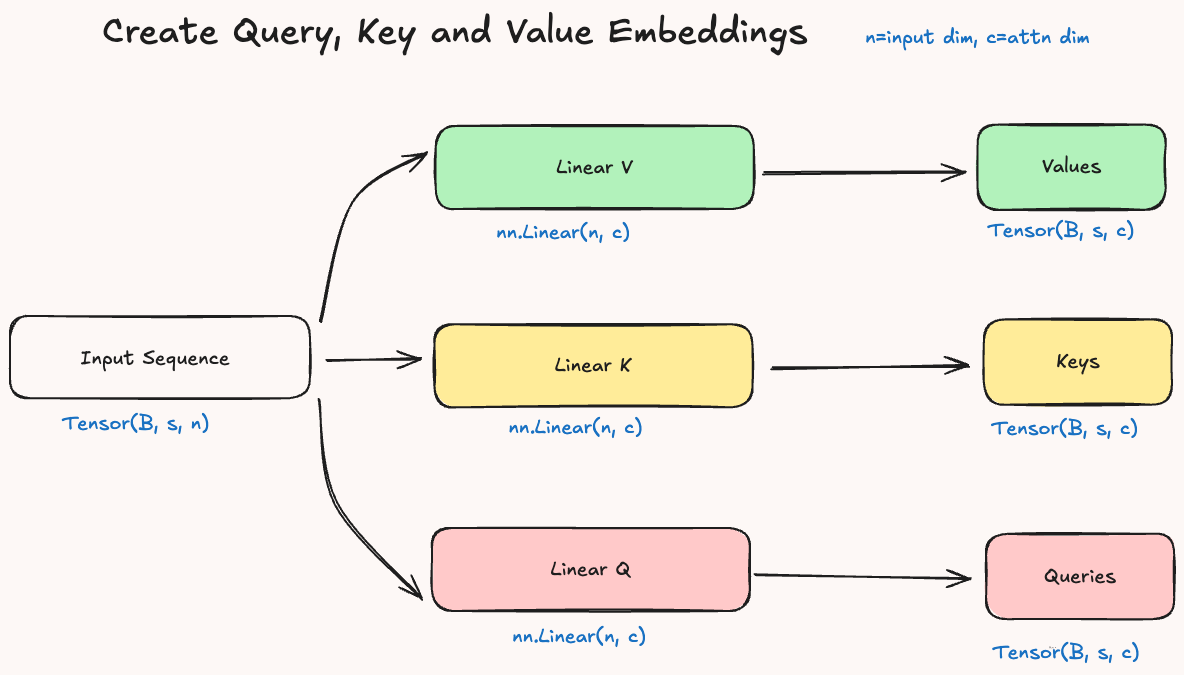 Create Query, Key and Value Embeddings
n=input dim, c=attn dim
Linear V
Values
nn.Linear(n, c)
Tensor(B, s, c)
Input Sequence
Linear K
Keys
Tensor(B, s, n)
nn.Linear(n, c)
Tensor(B, s, c)
Linear Q
Queries
nn.Linear(n, c)
Tensor(B, s, c)